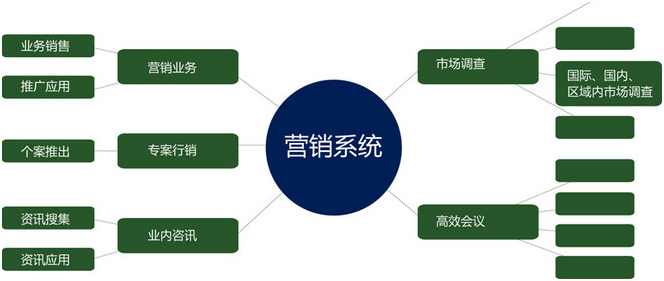 业务销售
推广应用
营销业务
个案推出
专案行销
资讯搜集
资讯应用
业内咨讯
营销系统
市场调查
国际、国内、
区域内市场调查
高效会议